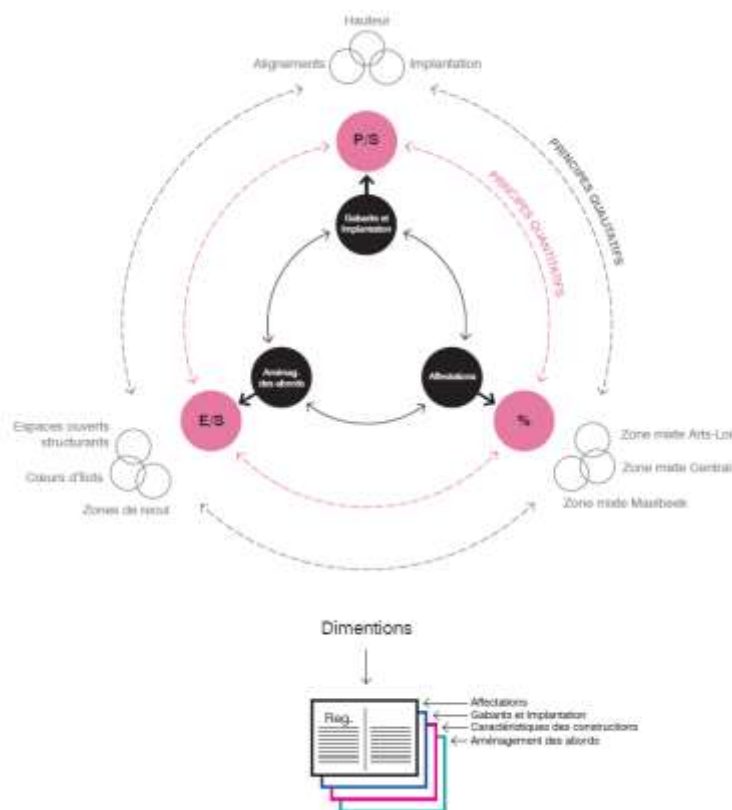 Hauteur
Alignements
Implantation
P/S
PRINCIPES QUALITATIFS
PRINCIPES QUANTITATIFS
Gabarits et
Implantation
Aménag.
des abords
Affectations
E/S
%
Espaces ouverts
structurants
Cœurs d'îlots
Zones de recul
Zone mixte Arts-Loi
Zone mixte Central
Zone mixte Maelbeek
Dimentions
Reg.
Affectations
Gabarits et Implantation
Caractéristiques des constructions
Aménagement des abords